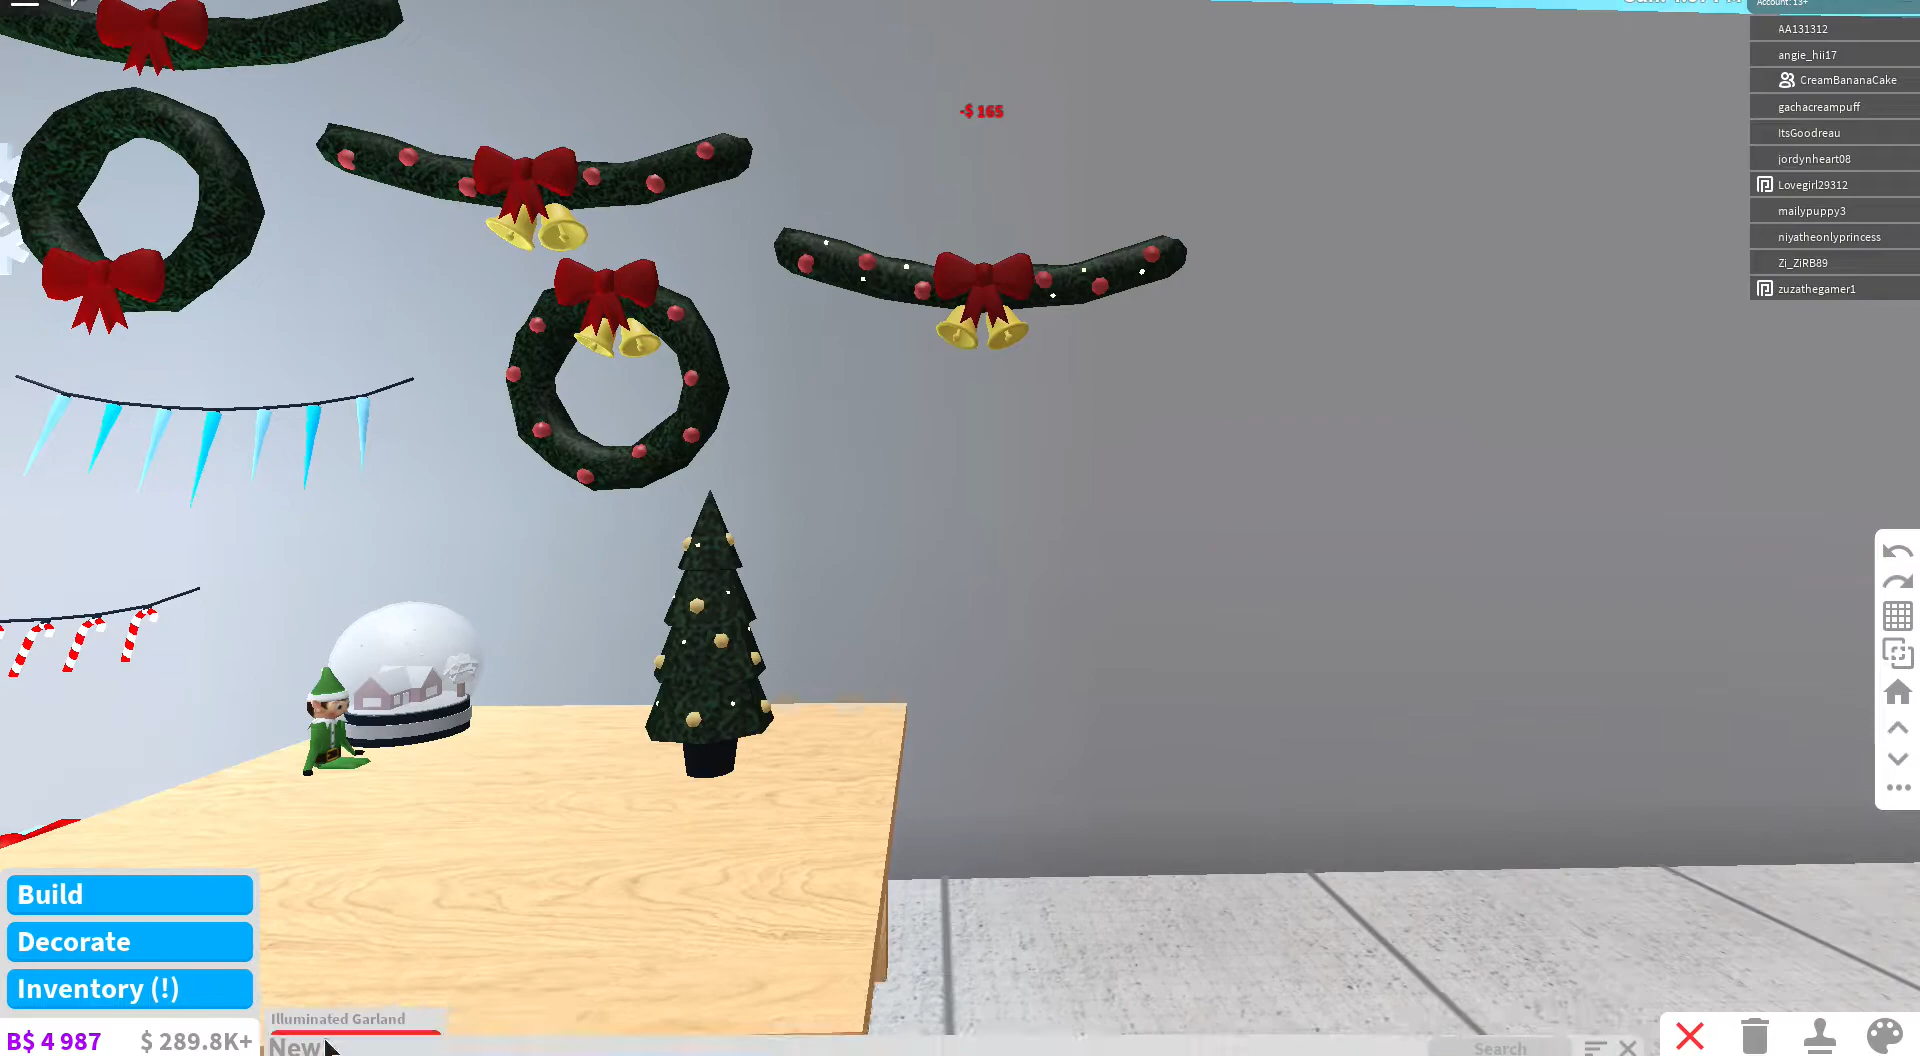 Account: 13+
AA131312
angie_hii17
CreamBananaCake
gachacreampuff
ItsGoodreau
jordynheart08
Lovegirl29312
mailypuppy3
niyatheonlyprincess
Zi_ZiRB89
zuzathegamer1
-$ 165
Build
Decorate
Inventory (!)
B$ 4 987 $ 289.8K+
Illuminated Garland
New
Search